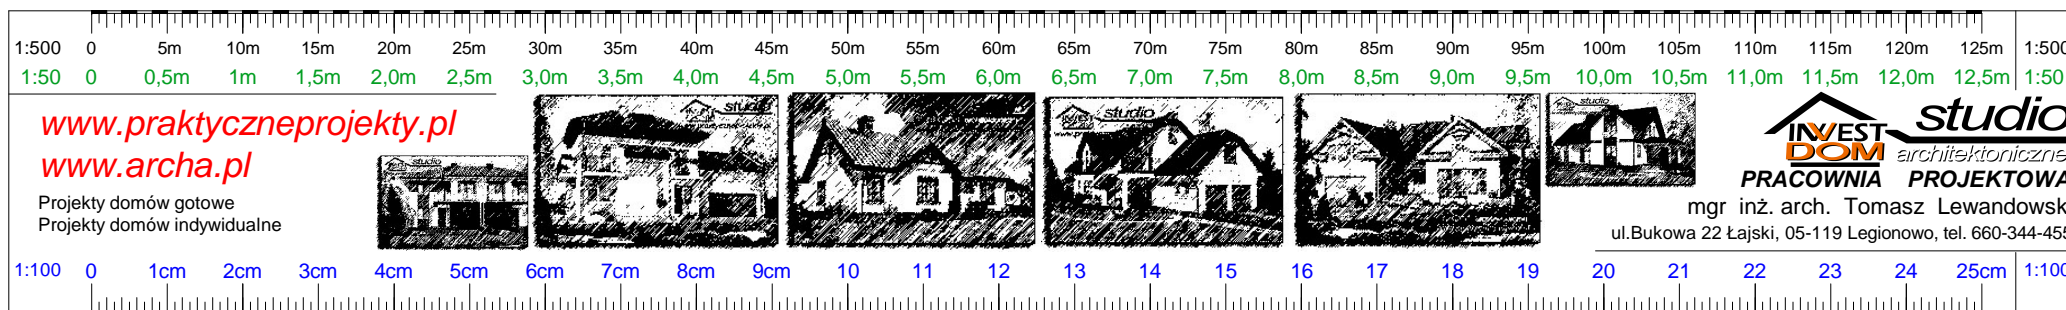 1:500 0 5m 10m 15m 20m 25m 30m 35m 40m 45m 50m 55m 60m 65m 70m 75m 80m 85m 90m 95m 100m 105m 110m 115m 120m 125m 1:500
1:50 0 0,5m 1m 1,5m 2,0m 2,5m 3,0m 3,5m 4,0m 4,5m 5,0m 5,5m 6,0m 6,5m 7,0m 7,5m 8,0m 8,5m 9,0m 9,5m 10,0m 10,5m 11,0m 11,5m 12,0m 12,5m 1:50
www.praktyczneprojekty.pl
www.archa.pl
Projekty domów gotowe
Projekty domów indywidualne
studio
studio
studio
studio
INVEST DOM studio
architektoniczne
PRACOWNIA PROJEKTOWA
mgr inż. arch. Tomasz Lewandowsk
ul.Bukowa 22 Łajski, 05-119 Legionowo, tel. 660-344-455
1:100 0 1cm 2cm 3cm 4cm 5cm 6cm 7cm 8cm 9cm 10 11 12 13 14 15 16 17 18 19 20 21 22 23 24 25cm 1:100